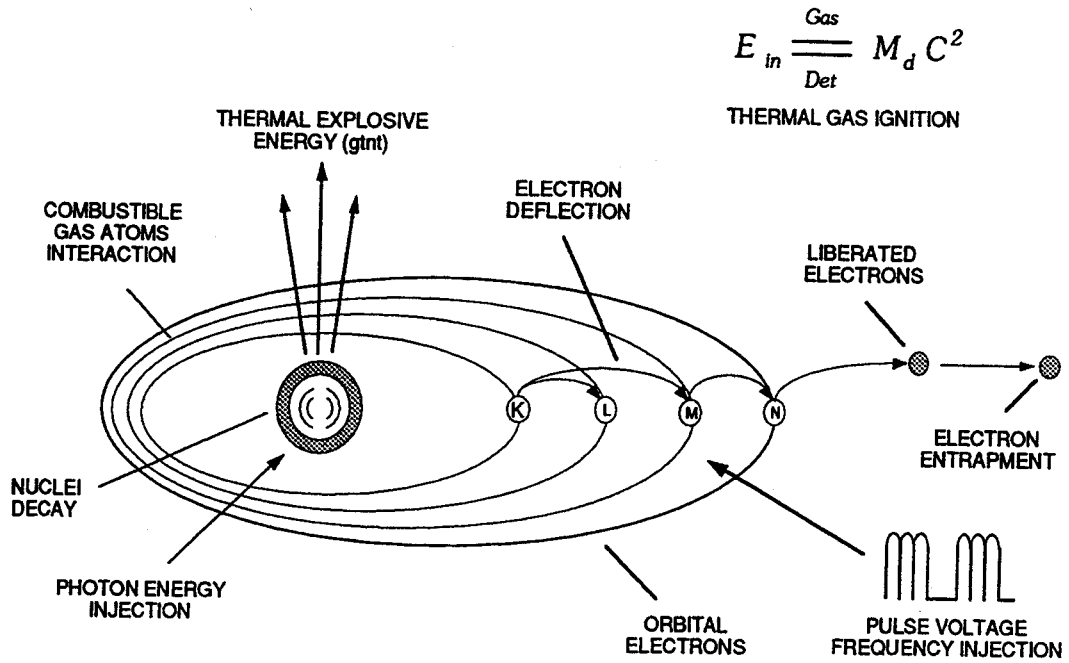 Gas
E in = M d C²
Det
THERMAL GAS IGNITION
THERMAL EXPLOSIVE
ENERGY (gtnt)
COMBUSTIBLE
GAS ATOMS
INTERACTION
ELECTRON
DEFLECTION
LIBERATED
ELECTRONS
K
L
M
N
ELECTRON
ENTRAPMENT
NUCLEI
DECAY
PHOTON ENERGY
INJECTION
ORBITAL
ELECTRONS
PULSE VOLTAGE
FREQUENCY INJECTION